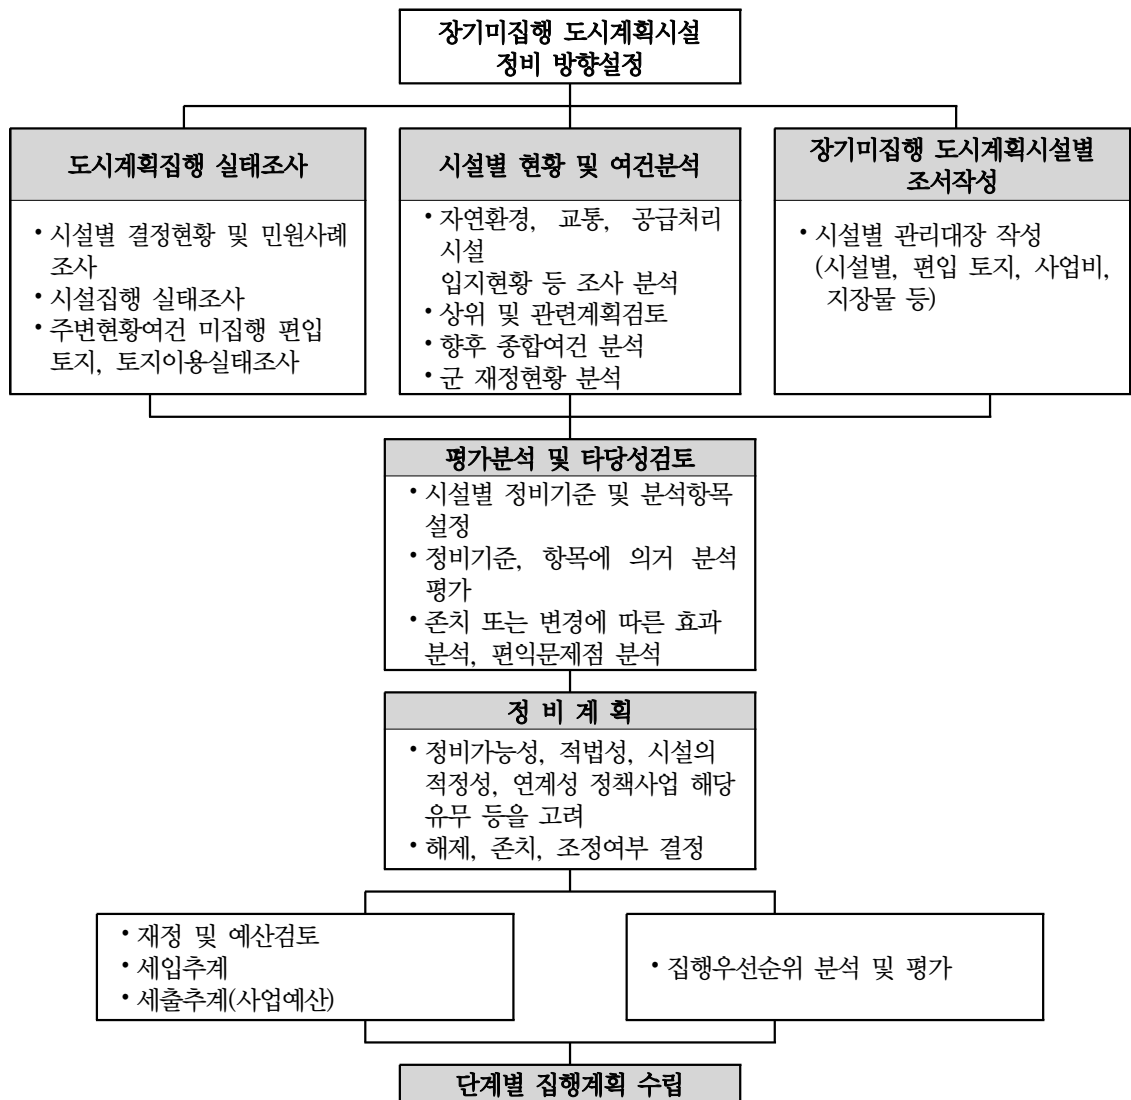 장기미집행 도시계획시설
정비 방향설정
도시계획집행 실태조사
• 시설별 결정현황 및 민원사례
조사
• 시설집행 실태조사
• 주변현황여건 미집행 편입
토지, 토지이용실태조사
시설별 현황 및 여건분석
• 자연환경, 교통, 공급처리
시설
입지현황 등 조사 분석
• 상위 및 관련계획검토
• 향후 종합여건 분석
• 군 재정현황 분석
장기미집행 도시계획시설별
조서작성
• 시설별 관리대장 작성
(시설별, 편입 토지, 사업비,
지장물 등)
평가분석 및 타당성검토
• 시설별 정비기준 및 분석항목
설정
• 정비기준, 항목에 의거 분석
평가
• 존치 또는 변경에 따른 효과
분석, 편익문제점 분석
정 비 계 획
• 정비가능성, 적법성, 시설의
적정성, 연계성 정책사업 해당
유무 등을 고려
• 해제, 존치, 조정여부 결정
• 재정 및 예산검토
• 세입추계
• 세출추계(사업예산)
• 집행우선순위 분석 및 평가
단계별 집행계획 수립